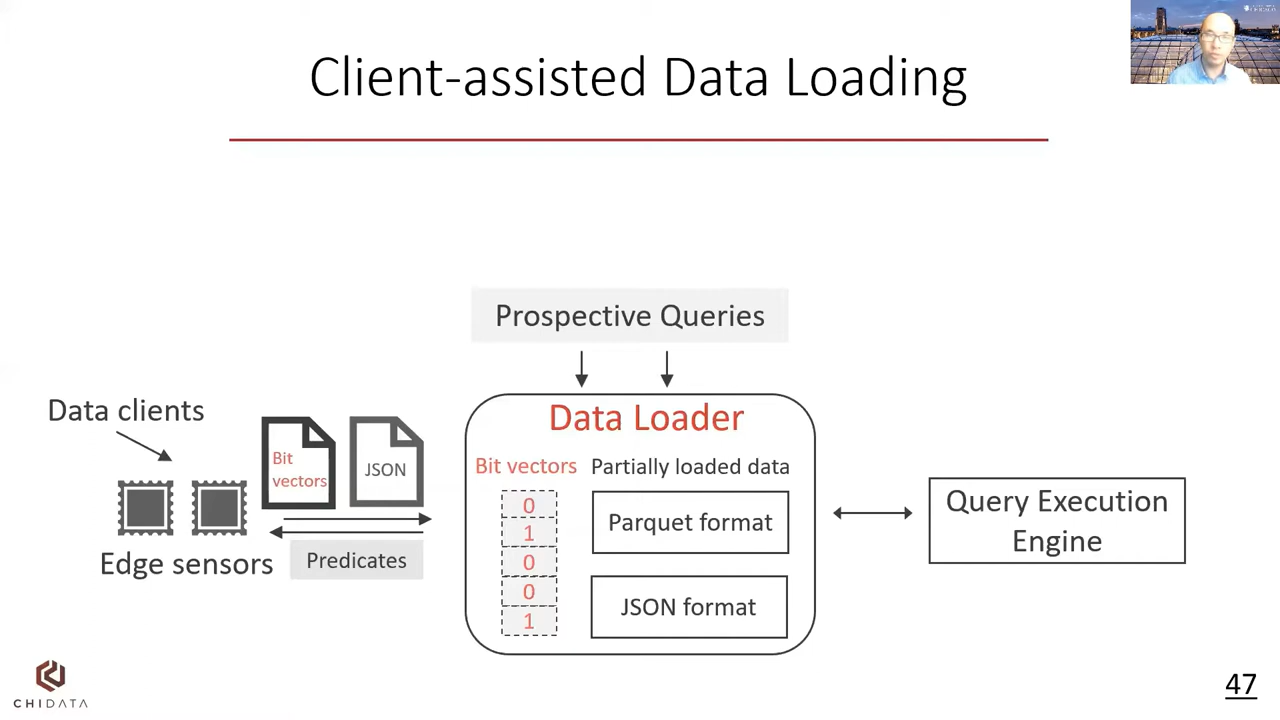 Client-assisted Data Loading
Prospective Queries
Data clients
Bit
vectors
JSON
Edge sensors
Predicates
Data Loader
Bit vectors
Partially loaded data
0
1
0
0
1
Parquet format
JSON format
Query Execution
Engine
CHIDATA
47